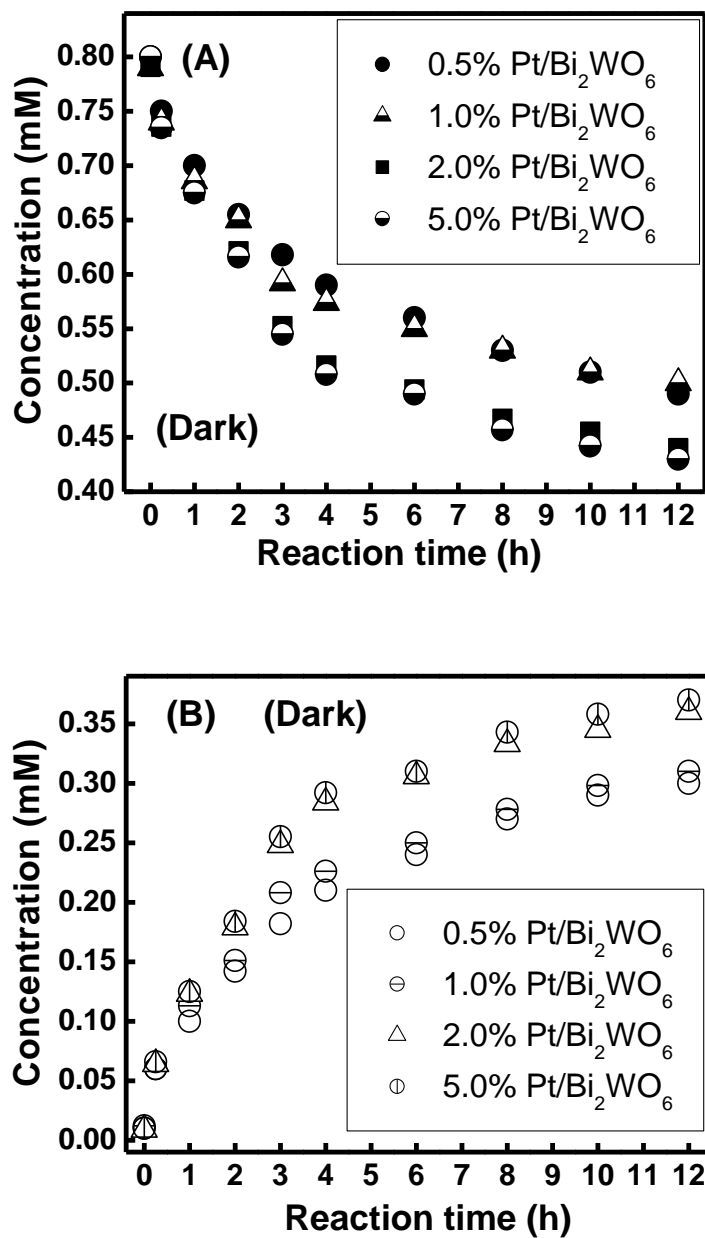 (A)
0.5% Pt/Bi₂WO₆
1.0% Pt/Bi₂WO₆
2.0% Pt/Bi₂WO₆
5.0% Pt/Bi₂WO₆
0.80
0.75
0.70
0.65
0.60
0.55
0.50
0.45
0.40
Concentration (mM)
(Dark)
0 1 2 3 4 5 6 7 8 9 10 11 12
Reaction time (h)
(B) (Dark)
0.35
0.30
0.25
0.20
0.15
0.10
0.05
0.00
Concentration (mM)
0.5% Pt/Bi₂WO₆
1.0% Pt/Bi₂WO₆
2.0% Pt/Bi₂WO₆
5.0% Pt/Bi₂WO₆
0 1 2 3 4 5 6 7 8 9 10 11 12
Reaction time (h)